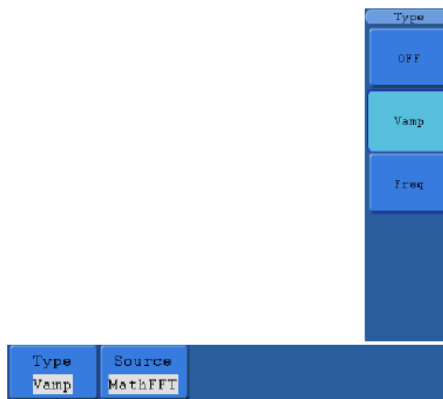 Type
OFF
Vamp
Freq
Type Source
Vamp MathFFT